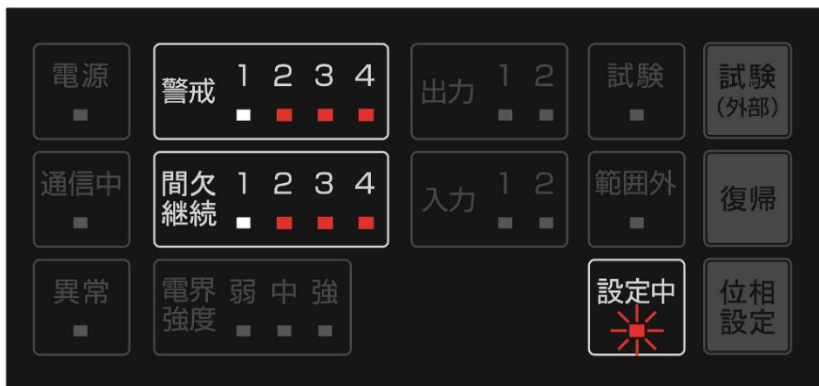 電源
警戒 1 2 3 4
出力 1 2
試験
試験
(外部)
通信中
間欠
継続 1 2 3 4
入力 1 2
範囲外
復帰
異常
電界
強度 弱 中 強
設定中
位相
設定